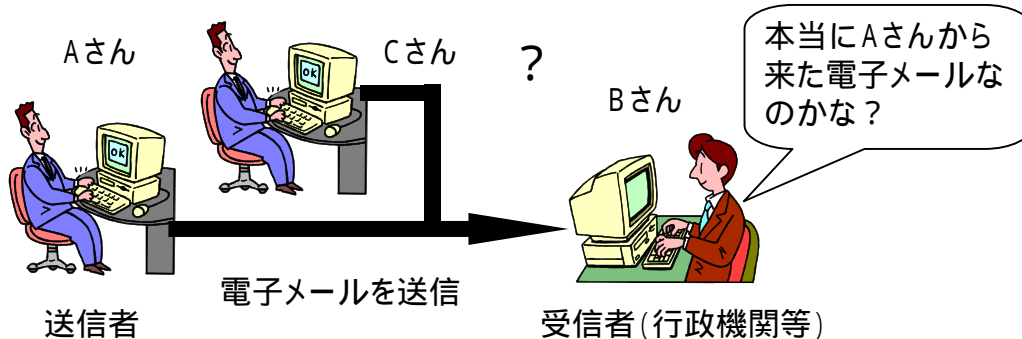 Aさん
Cさん
?
Bさん
本当にAさんから
来た電子メールな
のかな?
OK
OK
電子メールを送信
送信者
受信者(行政機関等)